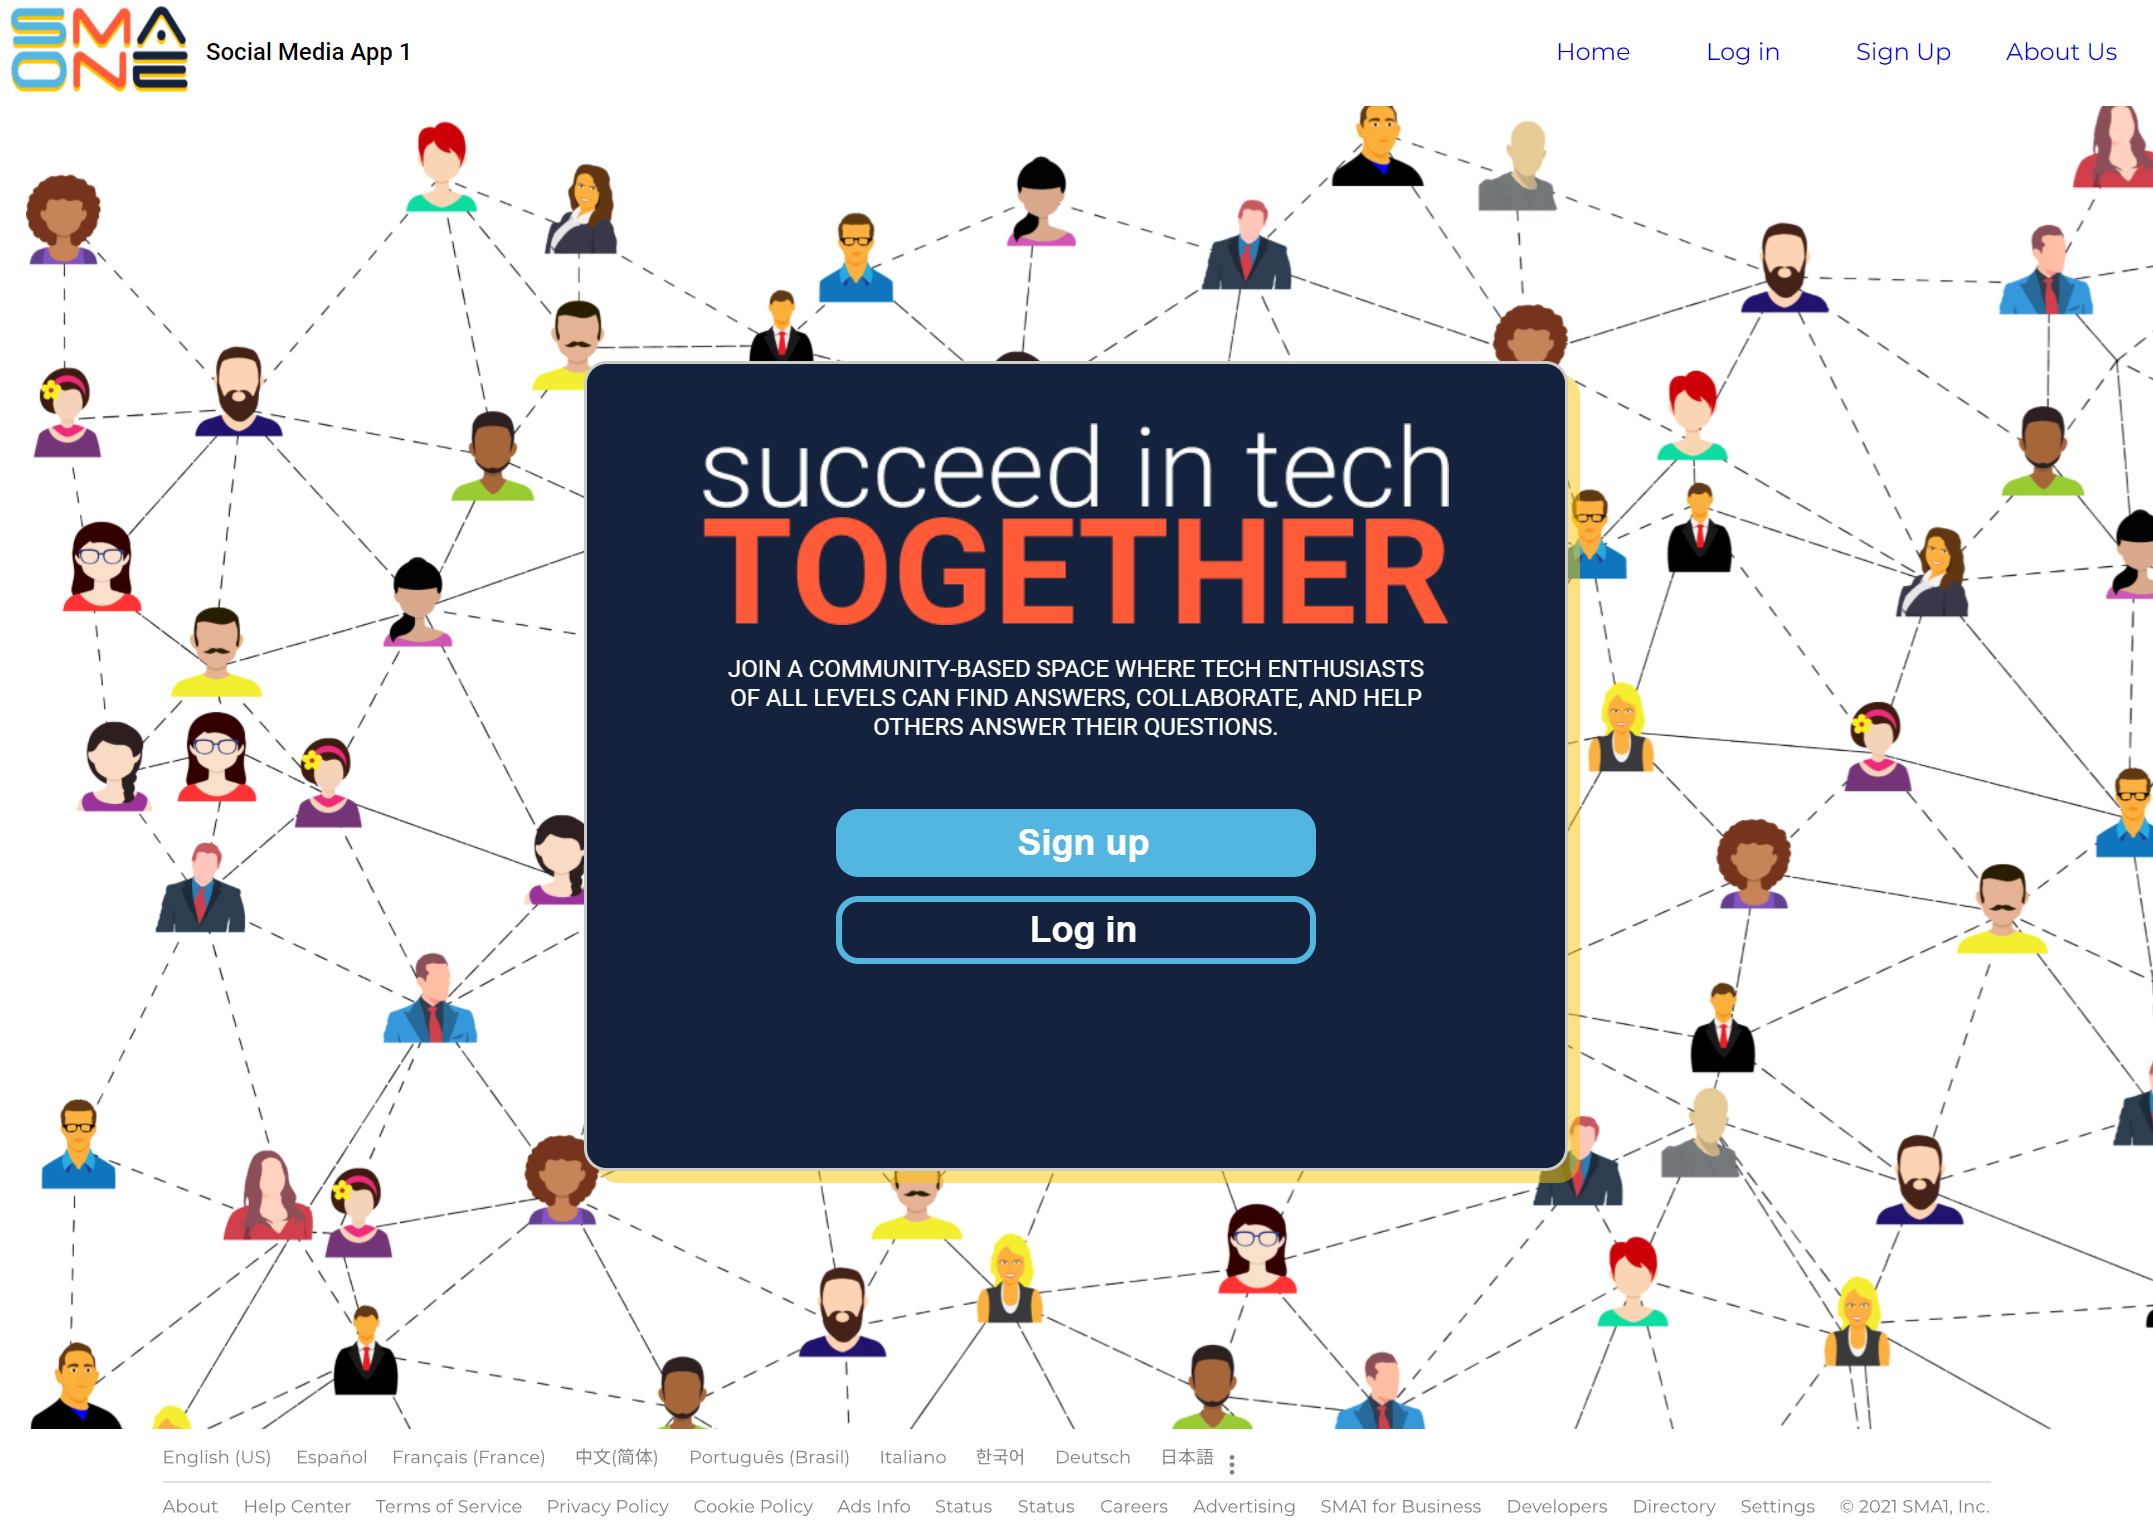 SMA
ONE
Social Media App 1
Home Log in Sign Up About Us
succeed in tech
TOGETHER
JOIN A COMMUNITY-BASED SPACE WHERE TECH ENTHUSIASTS
OF ALL LEVELS CAN FIND ANSWERS, COLLABORATE, AND HELP
OTHERS ANSWER THEIR QUESTIONS.
Sign up
Log in
English (US) Español Français (France) 中文(简体) Português (Brasil) Italiano 한국어 Deutsch 日本語
About Help Center Terms of Service Privacy Policy Cookie Policy Ads Info Status Status Careers Advertising SMA1 for Business Developers Directory Settings © 2021 SMA1, Inc.